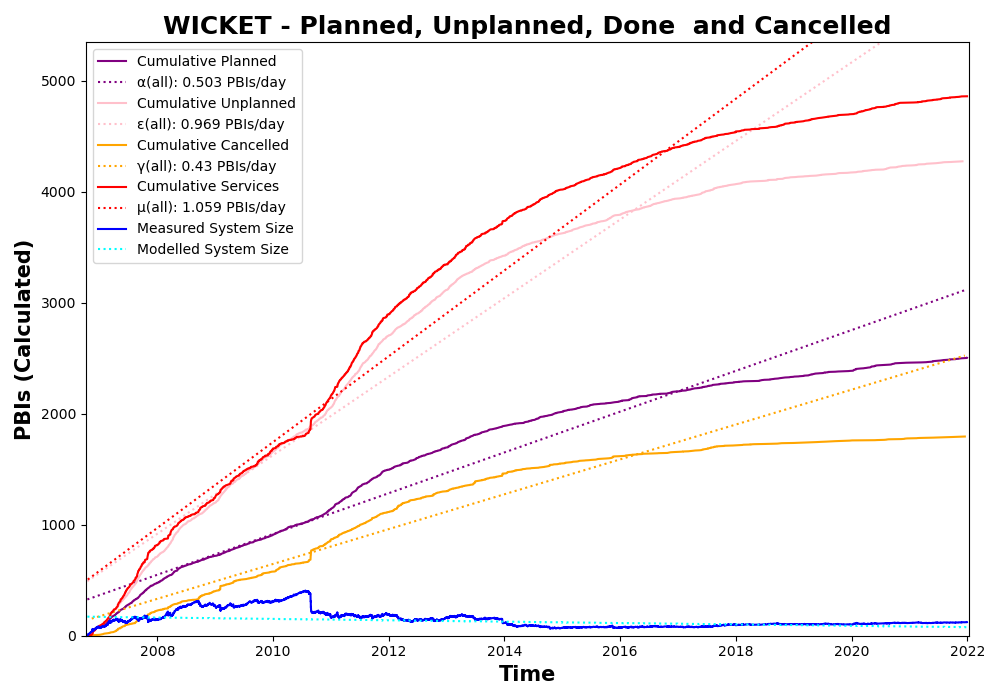 WICKET - Planned, Unplanned, Done  and Cancelled
Cumulative Planned
α(all): 0.503 PBIs/day
Cumulative Unplanned
ε(all): 0.969 PBIs/day
Cumulative Cancelled
γ(all): 0.43 PBIs/day
Cumulative Services
μ(all): 1.059 PBIs/day
Measured System Size
Modelled System Size
PBIs (Calculated)
5000
4000
3000
2000
1000
0
2008
2010
2012
2014
2016
2018
2020
2022
Time